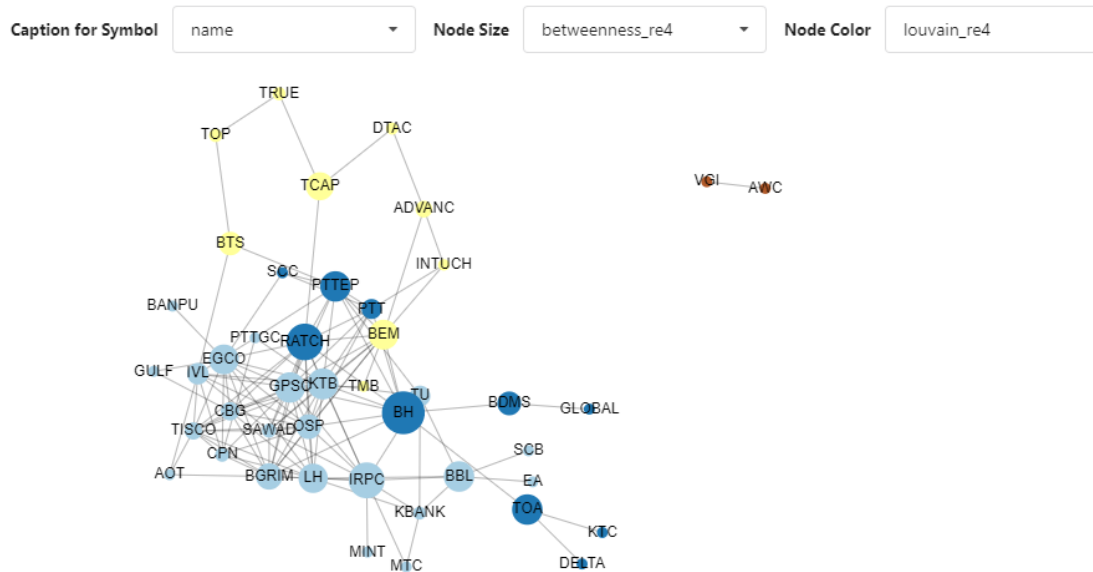 Caption for Symbol name Node Size betweenness_re4 Node Color louvain_re4
TRUE
TOP
DTAC
TCAP
VGI
AWC
ADVANC
BTS
INTUCH
SCC
PTTEP
BANPU
PTT
PTTGC
RATCH
BEM
EGCO
GULF
IVL
GPSC
KTB
TMB
TU
CBG
BH
BDMS
GLOBAL
TISCO
SAWAD
OSP
CPN
SCB
AOT
BGRIM
LH
IRPC
BBL
EA
KBANK
TOA
KTC
MINT
MTC
DELTA